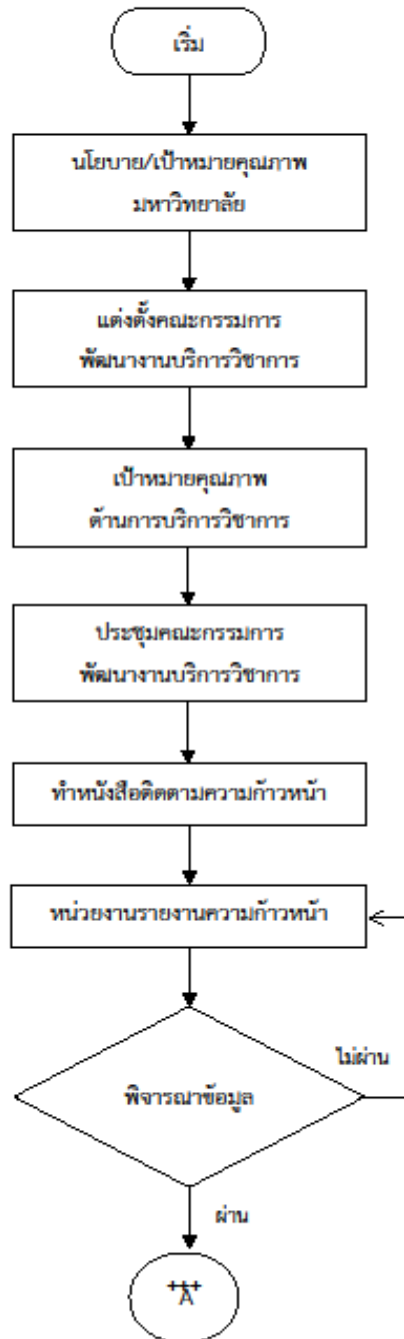 เริ่ม
นโยบาย/เป้าหมายคุณภาพ
มหาวิทยาลัย
แต่งตั้งคณะกรรมการ
พัฒนางานบริการวิชาการ
เป้าหมายคุณภาพ
ด้านการบริการวิชาการ
ประชุมคณะกรรมการ
พัฒนางานบริการวิชาการ
ทำหนังสือติดตามความก้าวหน้า
หน่วยงานรายงานความก้าวหน้า
ไม่ผ่าน
พิจารณาข้อมูล
ผ่าน
+++
A